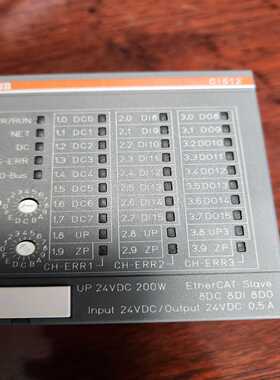 CI512
PWR/RUN
NET
DC
S-ERR
I/O-Bus
1.0 DC0 2.0 DI8 3.0 DO8
1.1 DC1 2.1 DI9 3.1 DO9
1.2 DC2 2.2 DI10 3.2 DO10
1.3 DC3 2.3 DI11 3.3 DO11
1.4 DC4 2.4 DI12 3.4 DO12
1.5 DC5 2.5 DI13 3.5 DO13
1.6 DC6 2.6 DI14 3.6 DO14
1.7 DC7 2.7 DI15 3.7 DO15
1.8 UP 2.8 UP 3.8 UP3
1.9 ZP 2.9 ZP 3.9 ZP
CH-ERR1 CH-ERR2 CH-ERR3
UP 24VDC 200W EtherCAT Slave
8DC 8DI 8DO
Input 24VDC/Output 24VDC 0.5A